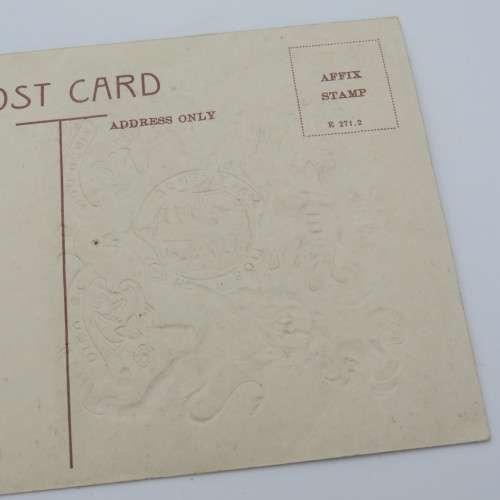 OST CARD
ADDRESS ONLY
AFFIX
STAMP
E 271.2